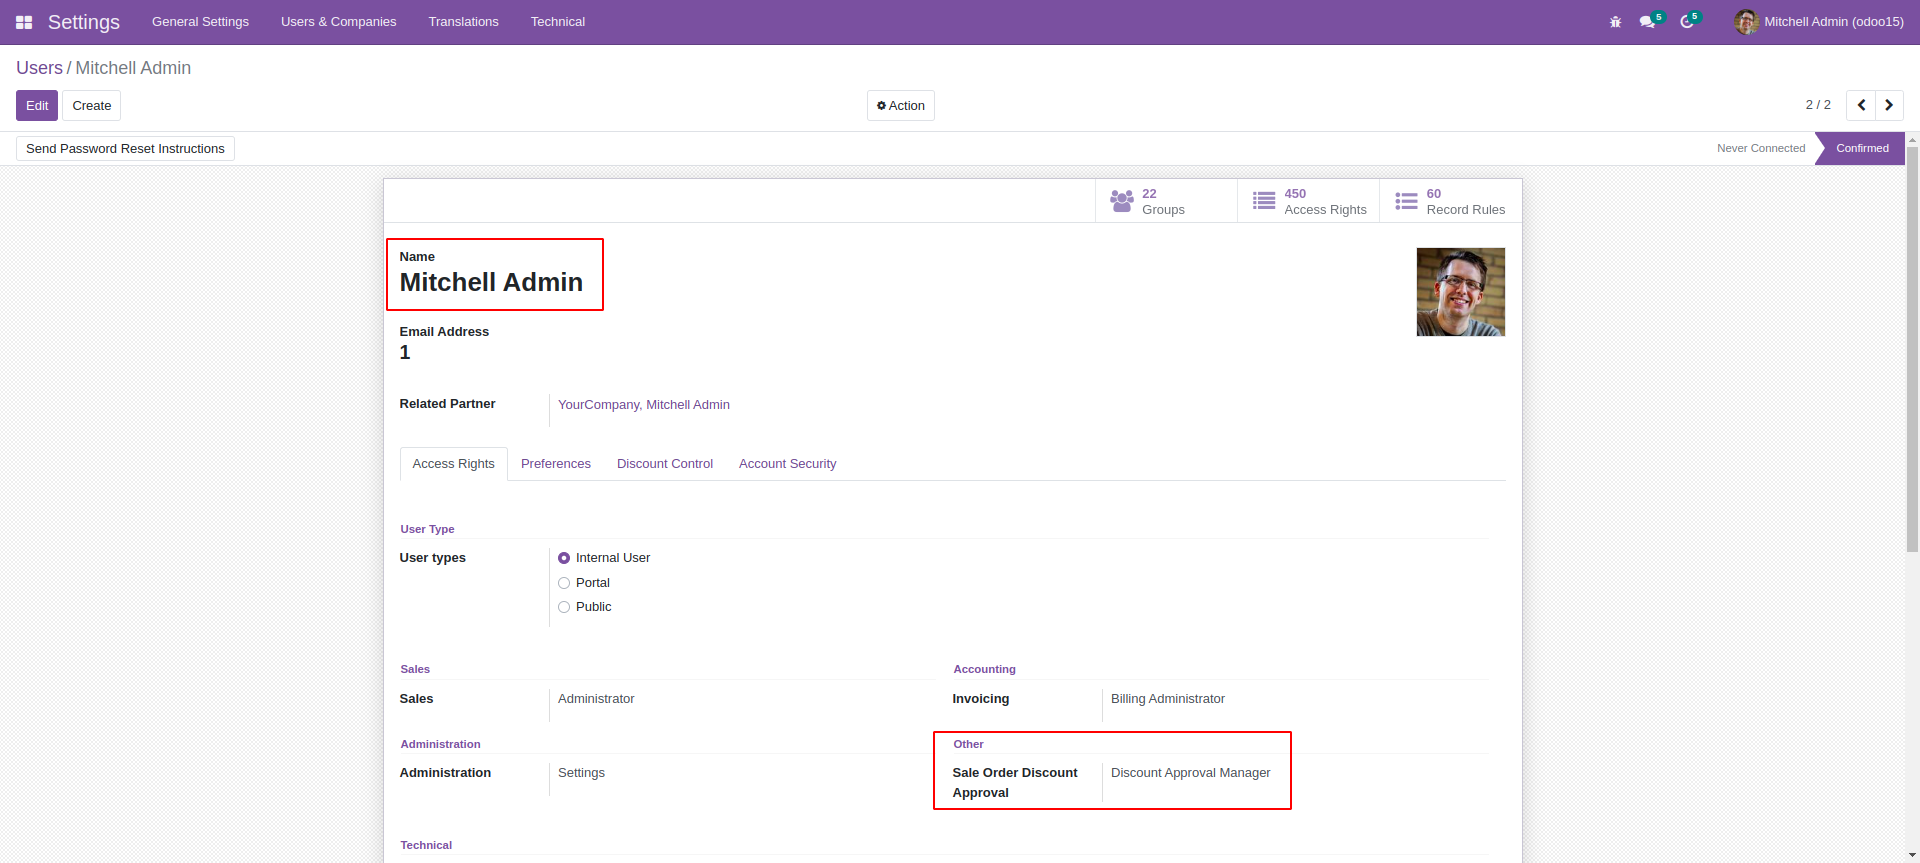 Settings General Settings Users & Companies Translations Technical 5 5 Mitchell Admin (odoo15)
Users / Mitchell Admin
Edit Create Action 2 / 2
Send Password Reset Instructions Never Connected Confirmed
22 450 60
Groups Access Rights Record Rules
Name
Mitchell Admin
Email Address
1
Related Partner YourCompany, Mitchell Admin
Access Rights Preferences Discount Control Account Security
User Type
User types Internal User
Portal
Public
Sales Accounting
Sales Administrator Invoicing Billing Administrator
Administration Other
Administration Settings Sale Order Discount Discount Approval Manager
Approval
Technical